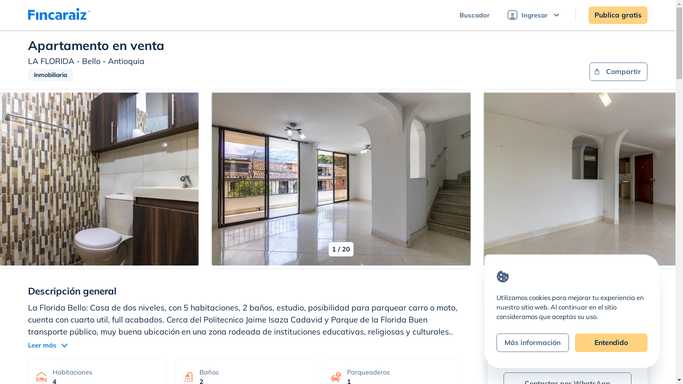 Fincaraiz
Buscador
Ingresar
Publica gratis
Apartamento en venta
LA FLORIDA - Bello - Antioquia
Inmobiliaria
Compartir
1 / 20
Descripción general
La Florida Bello: Casa de dos niveles, con 5 habitaciones, 2 baños, estudio, posibilidad para parquear carro o moto,
cuenta con cuarto util, full acabados. Cerca del Politecnico Jaime Isozza Cadavid y Parque de la Florida Buen
transporte público, muy buena ubicación en una zona rodeada de instituciones educativas, religiosas y culturales..
Leer más
Habitaciones
4
Baños
2
Parqueaderos
1
Utilizamos cookies para mejorar tu experiencia en
nuestro sitio web. Al continuar en el sitio
consideramos que aceptas su uso.
Más información
Entendido
Contactar por WhatsApp